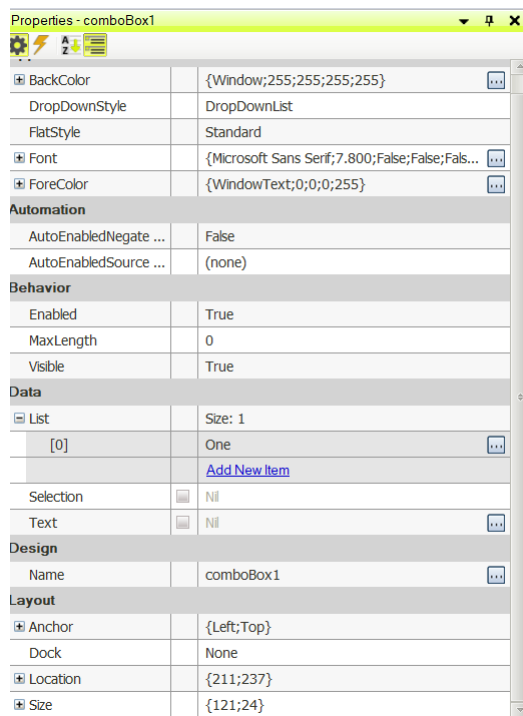 Properties - comboBox1
BackColor {Window;255;255;255;255}
DropDownStyle DropDownList
FlatStyle Standard
Font {Microsoft Sans Serif;7.800;False;False;Fals...
ForeColor {WindowText;0;0;0;255}
Automation
AutoEnabledNegate ... False
AutoEnabledSource ... (none)
Behavior
Enabled True
MaxLength 0
Visible True
Data
List Size: 1
[0] One
Add New Item
Selection Nil
Text Nil
Design
Name comboBox1
Layout
Anchor {Left;Top}
Dock None
Location {211;237}
Size {121;24}